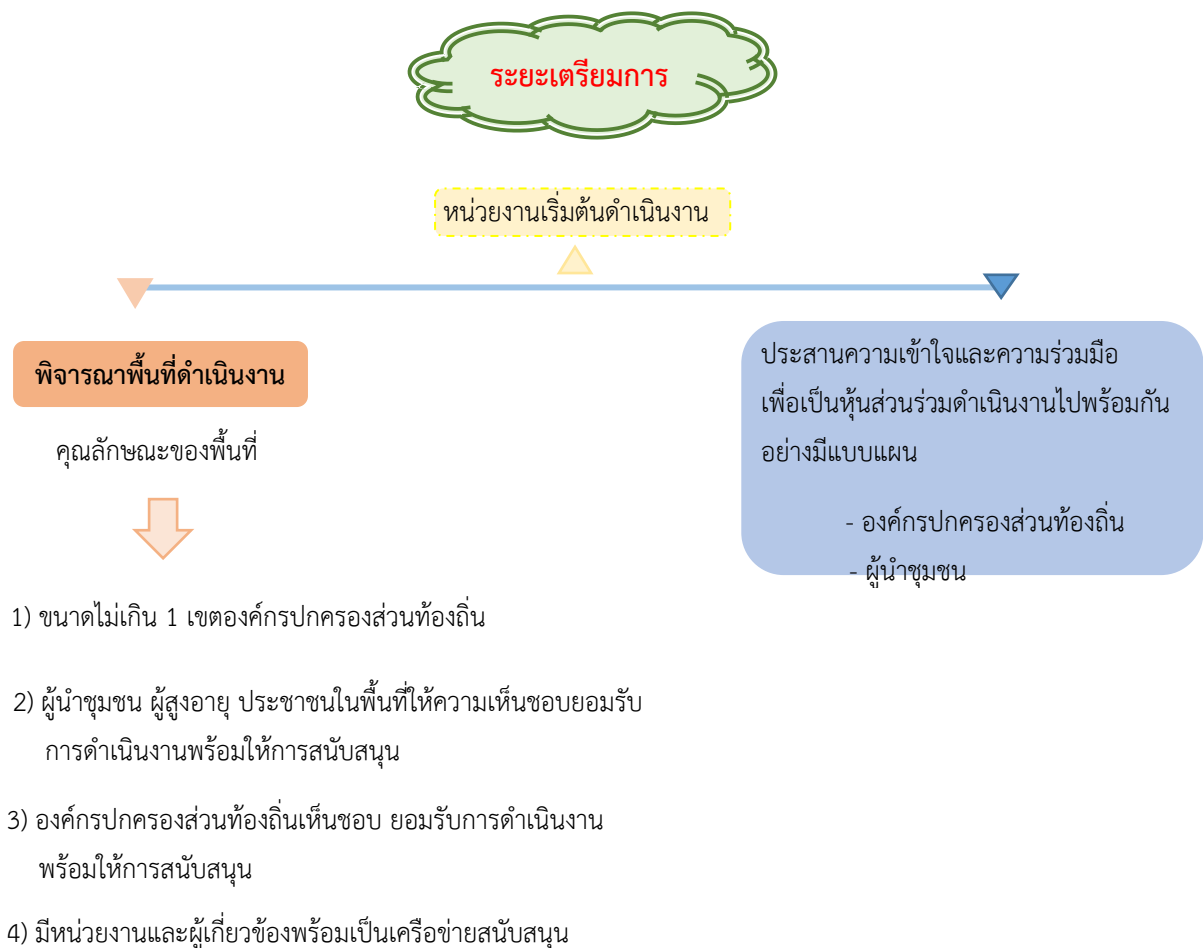 ระยะเตรียมการ
หน่วยงานเริ่มต้นดำเนินงาน
พิจารณาพื้นที่ดำเนินงาน
คุณลักษณะของพื้นที่
1) ขนาดไม่เกิน 1 เขตองค์กรปกครองส่วนท้องถิ่น
2) ผู้นำชุมชน ผู้สูงอายุ ประชาชนในพื้นที่ให้ความเห็นชอบยอมรับ
การดำเนินงานพร้อมให้การสนับสนุน
3) องค์กรปกครองส่วนท้องถิ่นเห็นชอบ ยอมรับการดำเนินงาน
พร้อมให้การสนับสนุน
4) มีหน่วยงานและผู้เกี่ยวข้องพร้อมเป็นเครือข่ายสนับสนุน
ประสานความเข้าใจและความร่วมมือ
เพื่อเป็นหุ้นส่วนร่วมดำเนินงานไปพร้อมกัน
อย่างมีแบบแผน
- องค์กรปกครองส่วนท้องถิ่น
- ผู้นำชุมชน